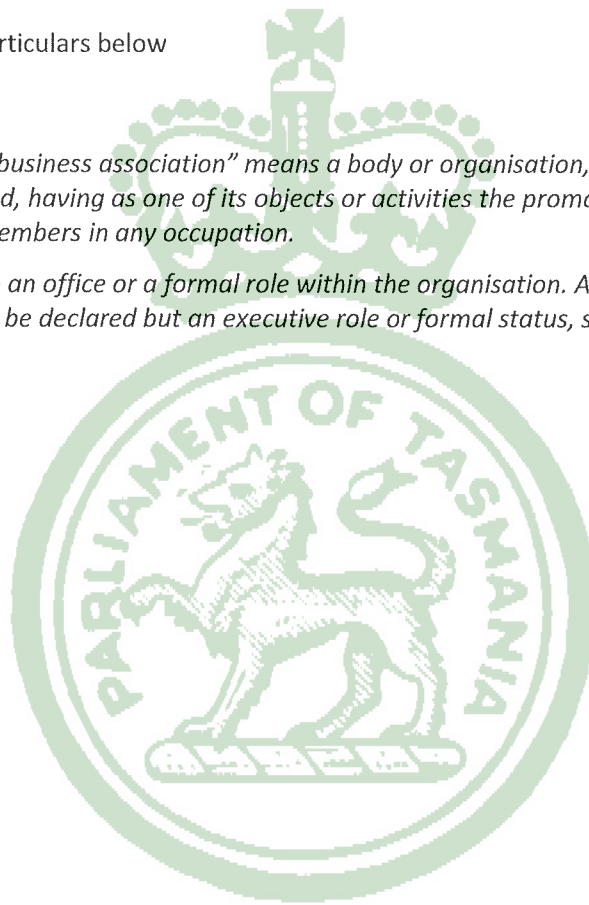 rticulars below
business association” means a body or organisation,
d, having as one of its objects or activities the promo
embers in any occupation.
an office or a formal role within the organisation. A
be declared but an executive role or formal status, s
PARLIAMENT OF TASMANIA